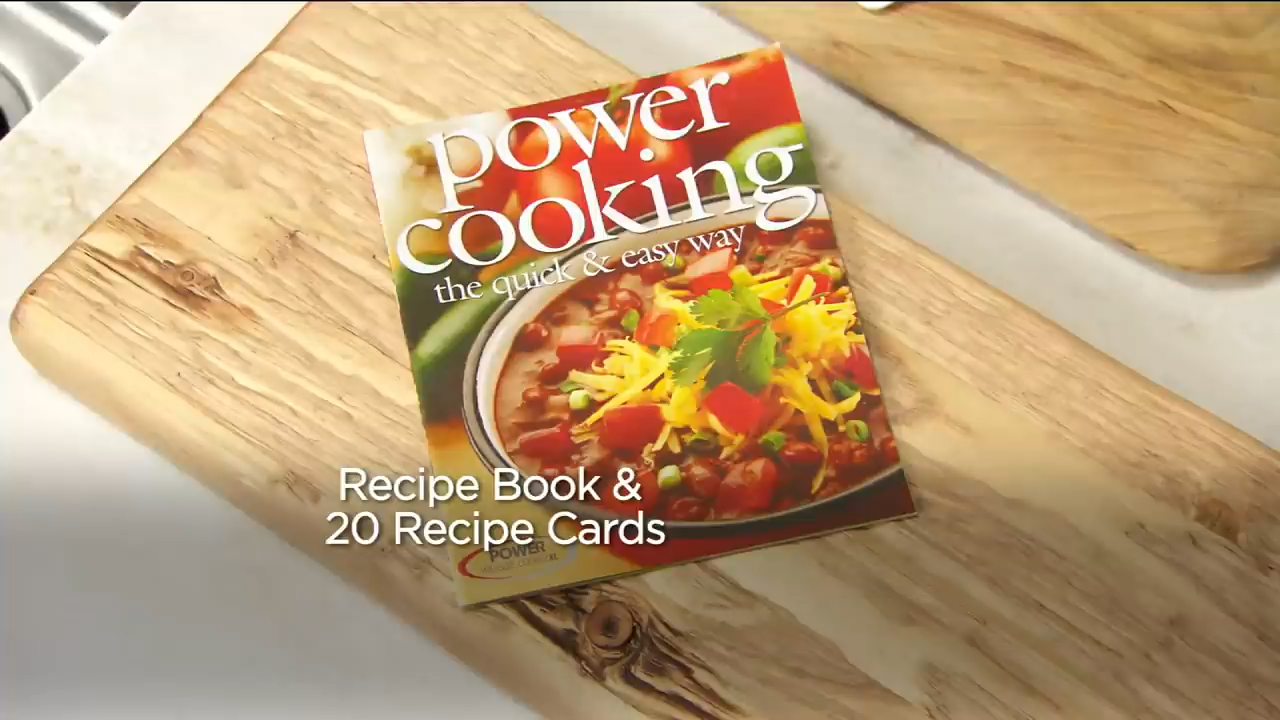 power
cooking
the quick & easy way
Recipe Book &
20 Recipe Cards
POWER